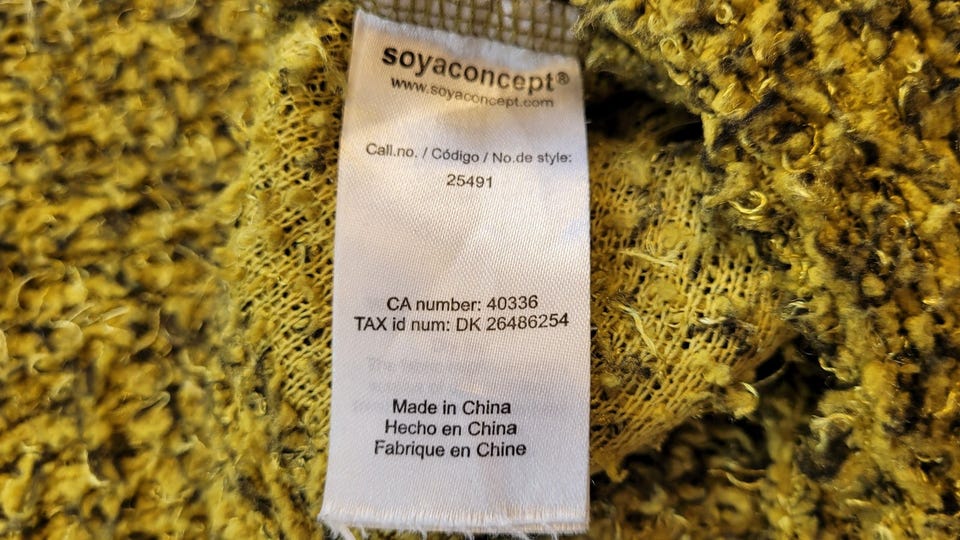 soyaconcept®
www.soyaconcept.com
Call.no. / Código / No.de style:
25491
CA number: 40336
TAX id num: DK 26486254
Made in China
Hecho en China
Fabrique en Chine